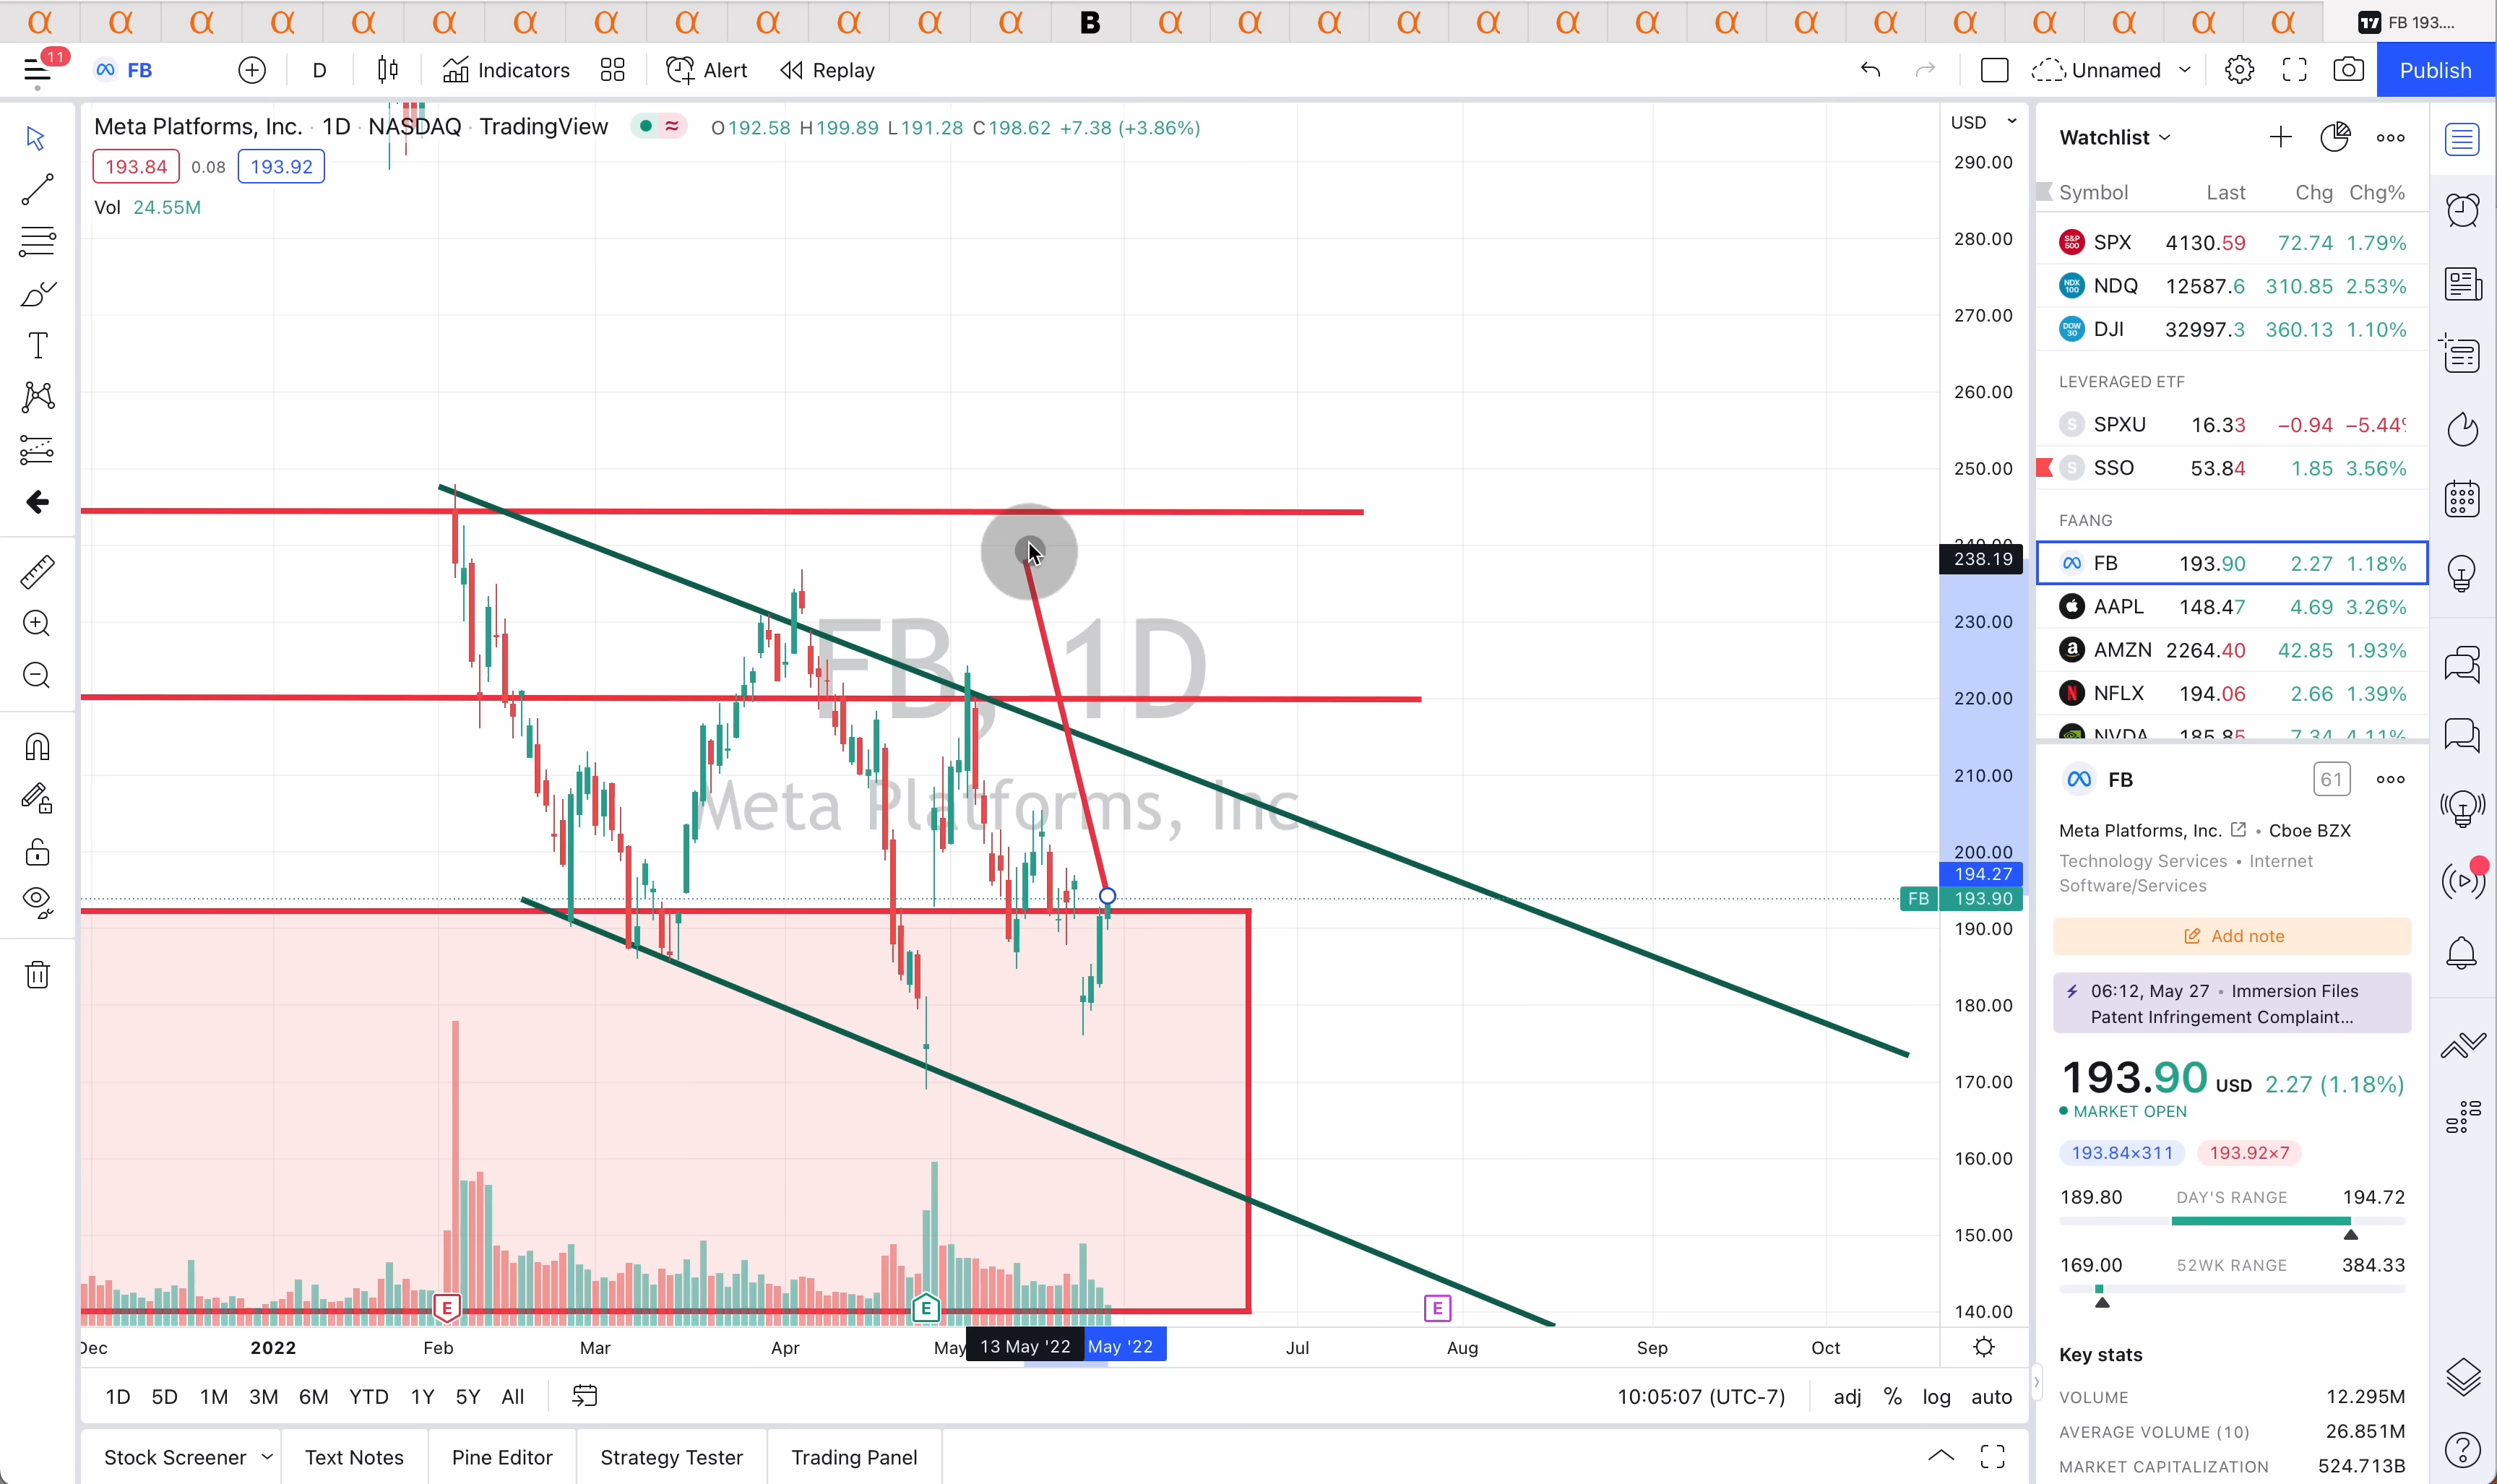 B
FB 193....
11
FB
D
Indicators
Alert
Replay
Unnamed
Publish
Meta Platforms, Inc. · 1D · NASDAQ · TradingView
O192.58 H199.89 L191.28 C198.62 +7.38 (+3.86%)
193.84
0.08
193.92
Vol 24.55M
FB, 1D
Meta Platforms, Inc.
USD
290.00
280.00
270.00
260.00
250.00
238.19
230.00
220.00
210.00
200.00
194.27
FB 193.90
190.00
180.00
170.00
160.00
150.00
140.00
E
E
E
2022
Feb
Mar
Apr
May
13 May '22
May '22
Jul
Aug
Sep
Oct
1D 5D 1M 3M 6M YTD 1Y 5Y All
10:05:07 (UTC-7)
adj % log auto
Stock Screener
Text Notes
Pine Editor
Strategy Tester
Trading Panel
Watchlist
Symbol Last Chg Chg%
SPX 4130.59 72.74 1.79%
NDQ 12587.6 310.85 2.53%
DJI 32997.3 360.13 1.10%
LEVERAGED ETF
SPXU 16.33 −0.94 −5.44
SSO 53.84 1.85 3.56%
FAANG
FB 193.90 2.27 1.18%
AAPL 148.47 4.69 3.26%
AMZN 2264.40 42.85 1.93%
NFLX 194.06 2.66 1.39%
NVDA 185.85 7.34 4.11%
FB
61
Meta Platforms, Inc. • Cboe BZX
Technology Services • Internet
Software/Services
Add note
06:12, May 27 • Immersion Files
Patent Infringement Complaint...
193.90 USD 2.27 (1.18%)
MARKET OPEN
193.84×311 193.92×7
189.80 DAY'S RANGE 194.72
169.00 52WK RANGE 384.33
Key stats
VOLUME 12.295M
AVERAGE VOLUME (10) 26.851M
MARKET CAPITALIZATION 524.713B